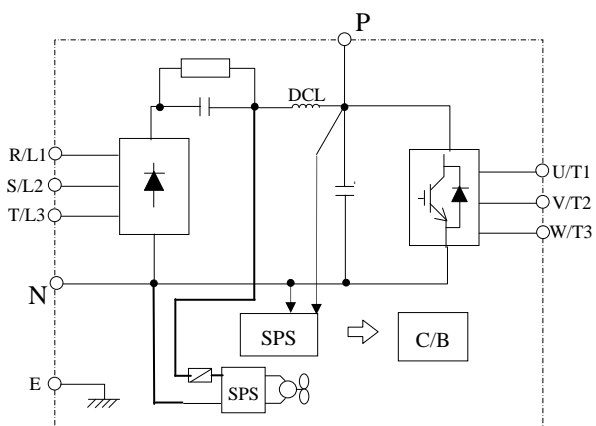 P
DCL
R/L1
S/L2
T/L3
U/T1
V/T2
W/T3
N
SPS
C/B
E
SPS